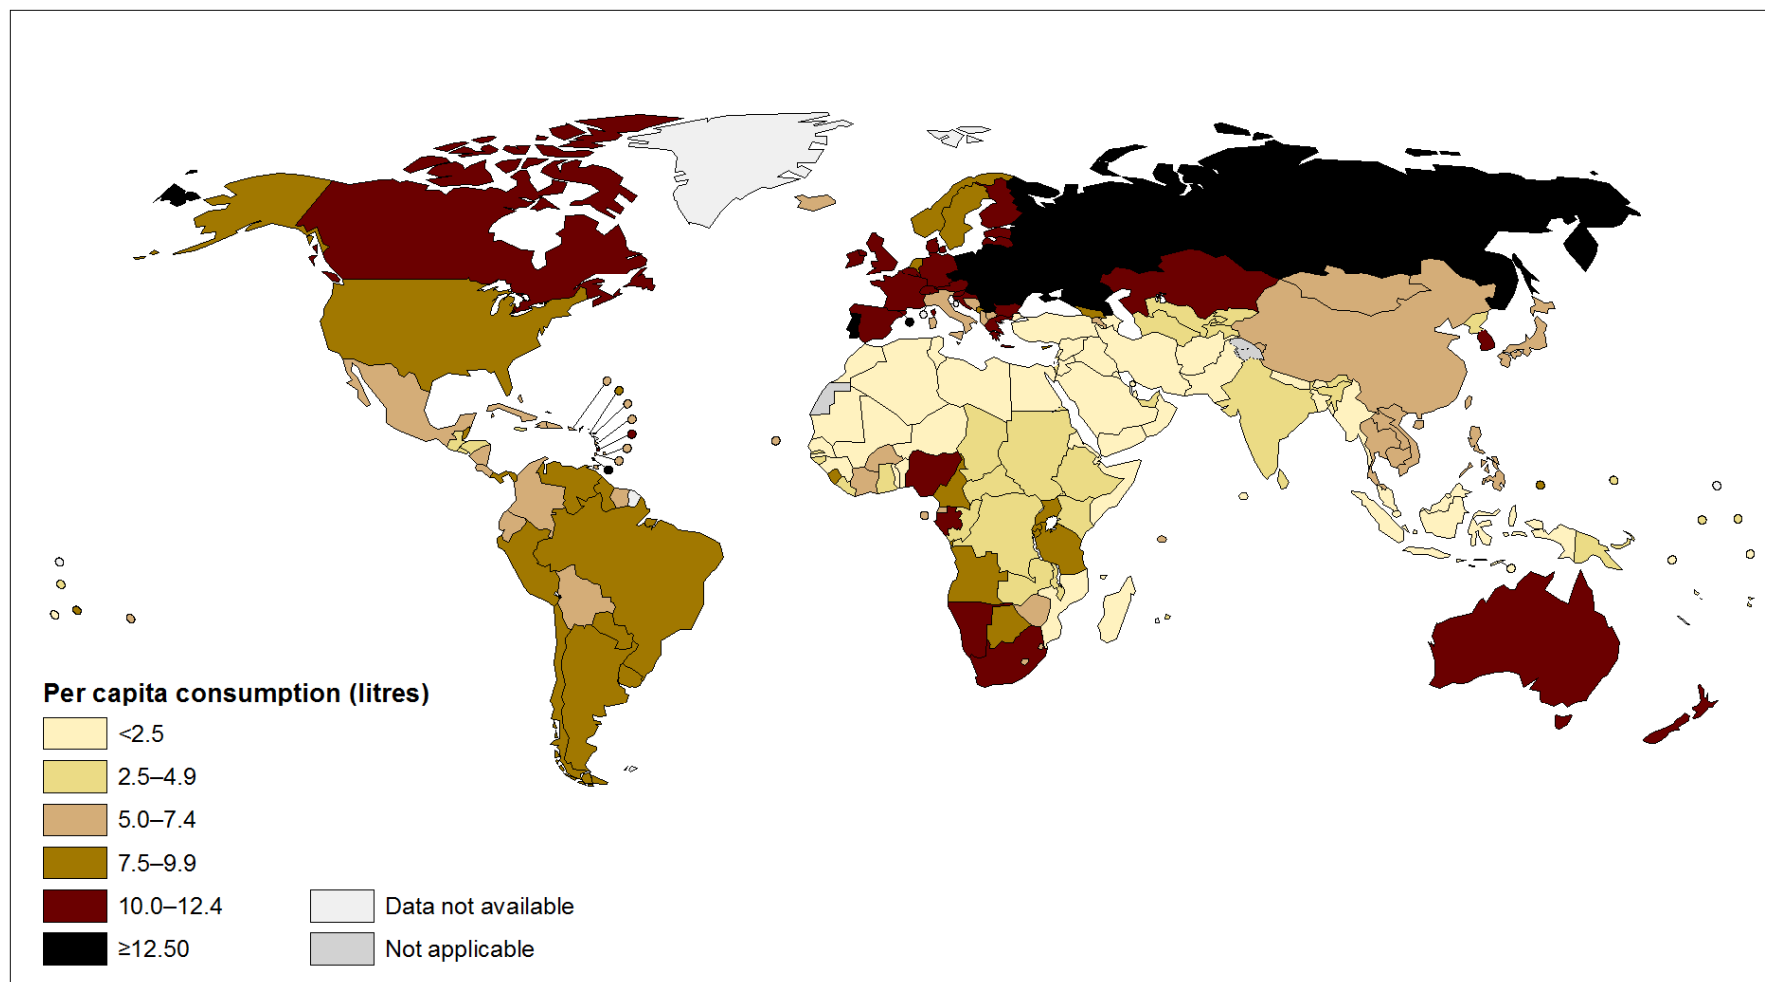 Per capita consumption (litres)
<2.5
2.5–4.9
5.0–7.4
7.5–9.9
10.0–12.4
≥12.50
Data not available
Not applicable